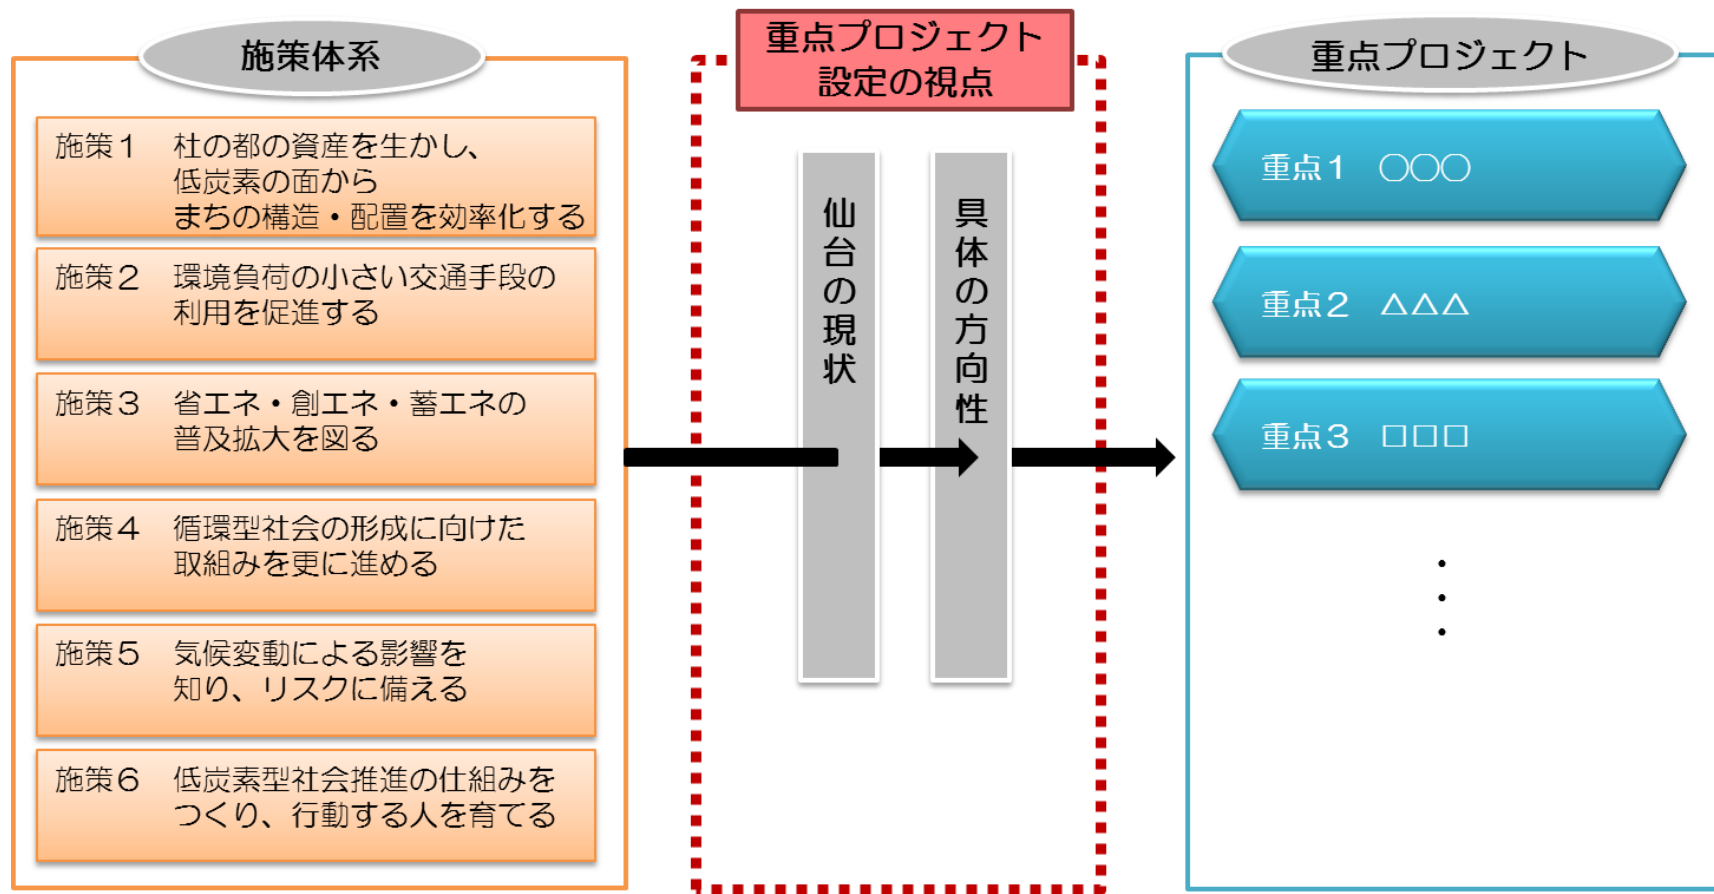 施策体系
施策１　杜の都の資産を生かし、
低炭素の面から
まちの構造・配置を効率化する
施策２　環境負荷の小さい交通手段の
利用を促進する
施策３　省エネ・創エネ・蓄エネの
普及拡大を図る
施策４　循環型社会の形成に向けた
取組みを更に進める
施策５　気候変動による影響を
知り、リスクに備える
施策６　低炭素型社会推進の仕組みを
つくり、行動する人を育てる
重点プロジェクト
設定の視点
仙台の現状
具体の方向性
重点プロジェクト
重点１　○○○
重点２　△△△
重点３　□□□
・
・
・